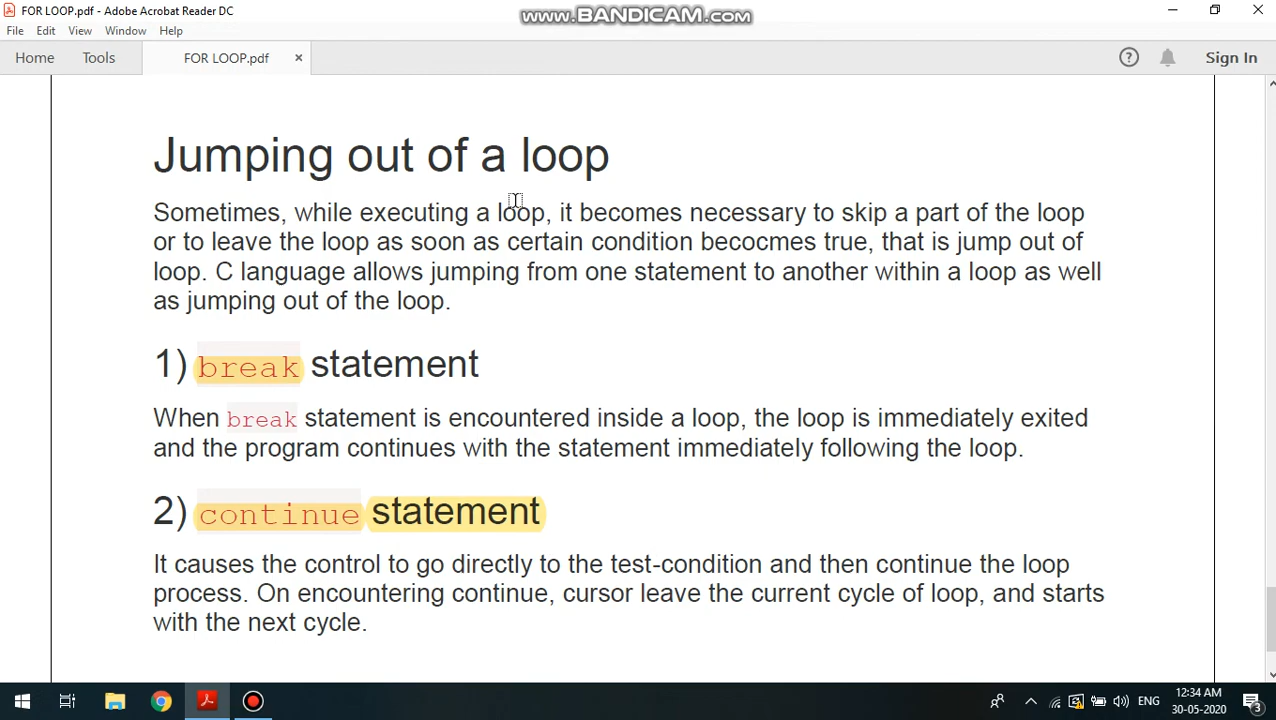 FOR LOOP.pdf - Adobe Acrobat Reader DC
www.BANDICAM.com
File Edit View Window Help
Home Tools FOR LOOP.pdf × Sign In
Jumping out of a loop
Sometimes, while executing a loop, it becomes necessary to skip a part of the loop
or to leave the loop as soon as certain condition becocmes true, that is jump out of
loop. C language allows jumping from one statement to another within a loop as well
as jumping out of the loop.
1) break statement
When break statement is encountered inside a loop, the loop is immediately exited
and the program continues with the statement immediately following the loop.
2) continue statement
It causes the control to go directly to the test-condition and then continue the loop
process. On encountering continue, cursor leave the current cycle of loop, and starts
with the next cycle.
ENG
12:34 AM
30-05-2020
3